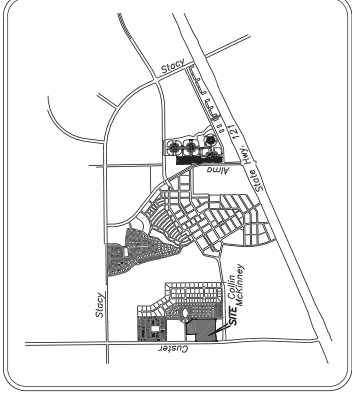 Stacy
State Hwy. 121
Alma
Stacy
Collin
McKinney
SITE
Custer